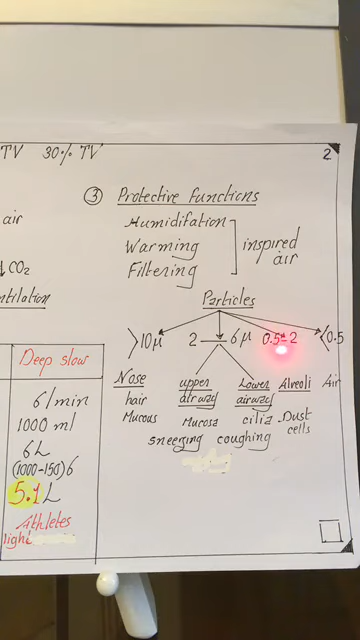 TV 30% TV
2
③ Protective functions
air
Humidifation
Warming
Filtering
inspired air
↓ CO2
ntilation
Particles
>10μ 2 – 6μ 0.5 – 2 <0.5
Nose
hair
Mucous
upper airway
Mucosa
sneezing
Lower airway
cilia
coughing
Alveoli
Dust cells
Air
Deep slow
6/min
1000 ml
6L
(1000-150)6
5.1L
Athletes
light